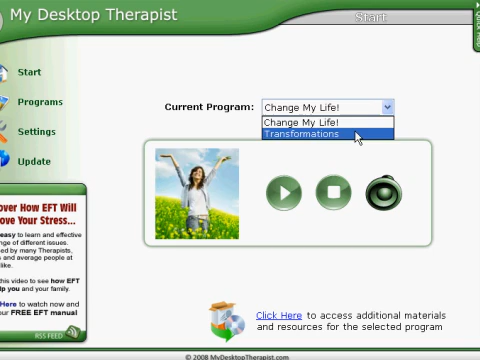 My Desktop Therapist
Start
Quick Help
Start
Programs
Settings
Update
Current Program:
Change My Life!
Change My Life!
Transformations
over How EFT Will
ove Your Stress...
easy to learn and effective
nge of different issues.
ed by many Therapists,
s and average people at
like.
this video to see how EFT
lp you and your family.
Here to watch now and
our FREE EFT manual
RSS FEED
Click Here to access additional materials
and resources for the selected program
© 2008 MyDesktopTherapist.com